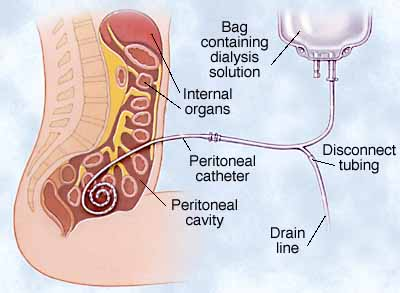 Bag
containing
dialysis
solution
Internal
organs
Disconnect
tubing
Peritoneal
catheter
Peritoneal
cavity
Drain
line